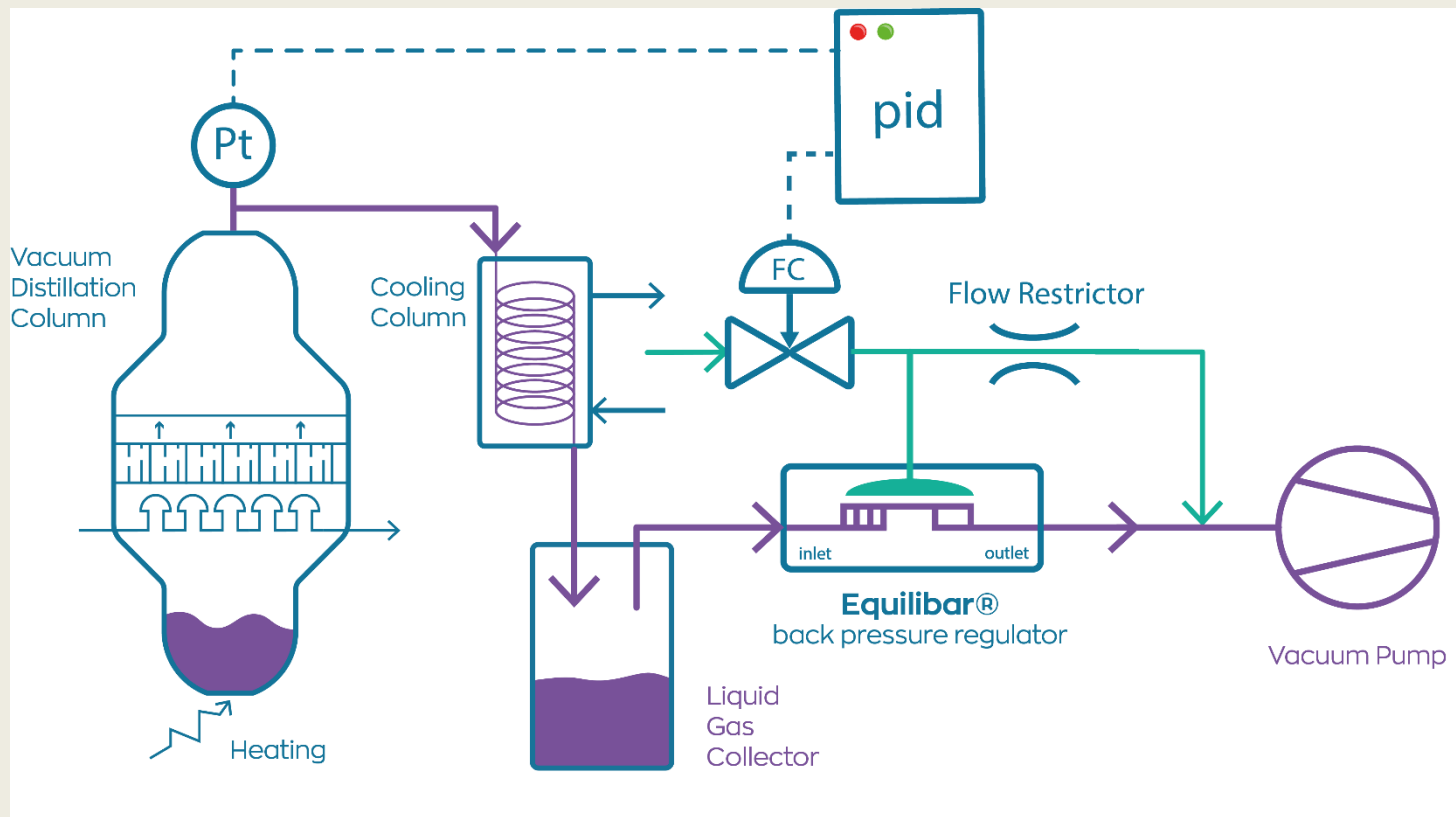 pid
Pt
Vacuum
Distillation
Column
Cooling
Column
FC
Flow Restrictor
inlet
outlet
Equilibar®
back pressure regulator
Vacuum Pump
Liquid
Gas
Collector
Heating